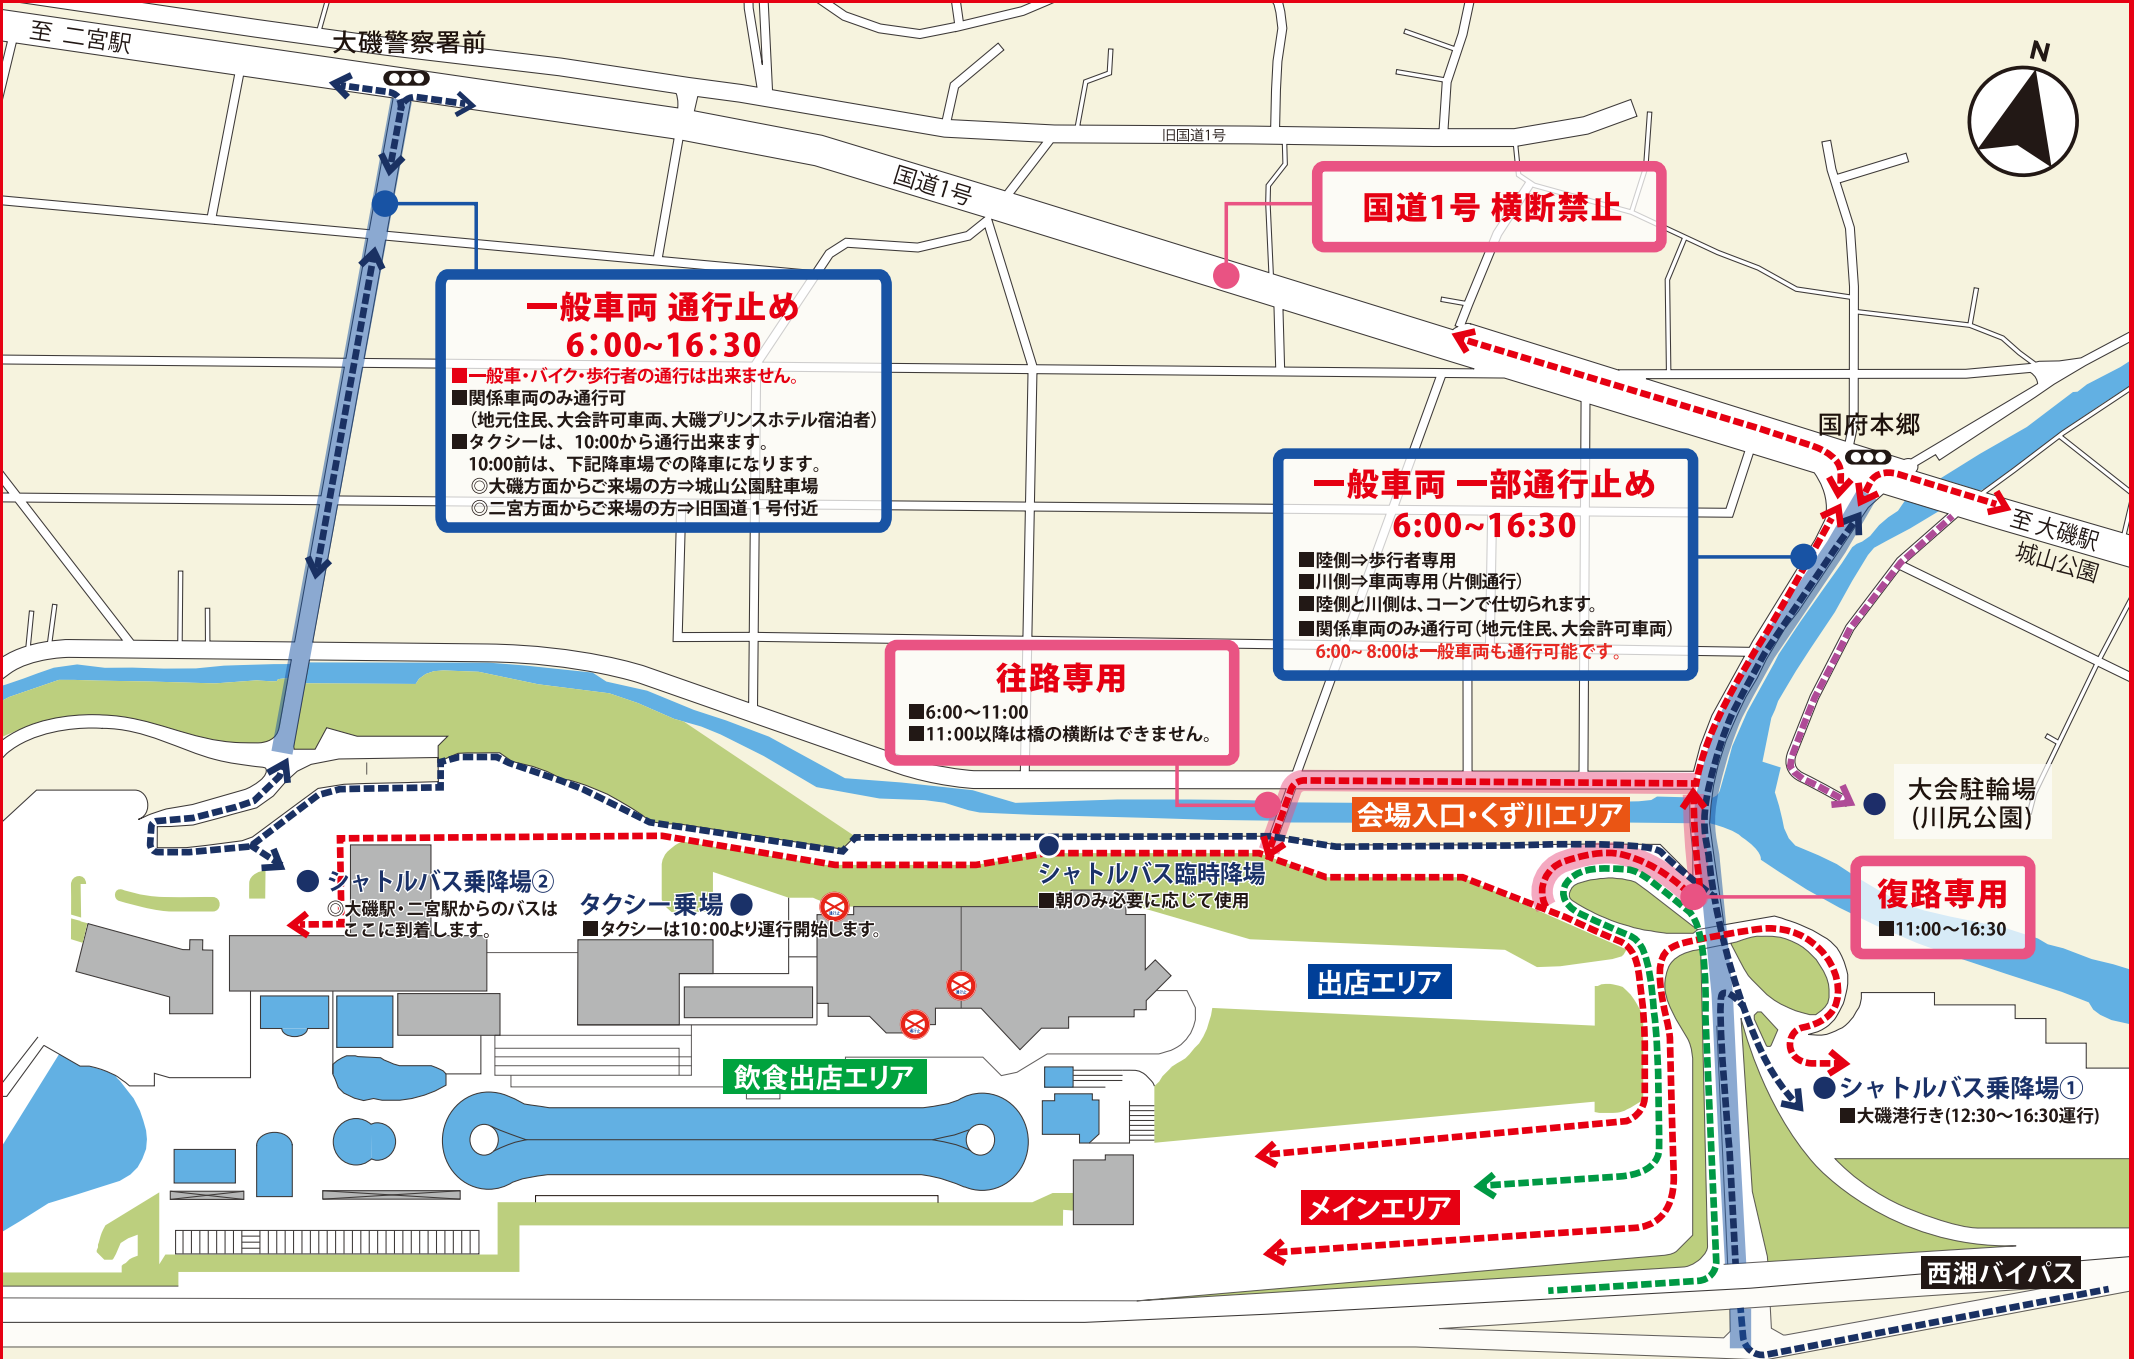 至 二宮駅
大磯警察署前
N
旧国道1号
国道1号
国道1号 横断禁止
一般車両 通行止め
6:00~16:30
■一般車・バイク・歩行者の通行は出来ません。
■関係車両のみ通行可
（地元住民、大会許可車両、大磯プリンスホテル宿泊者）
■タクシーは、10:00から通行出来ます。
10:00前は、下記降車場での降車になります。
◎大磯方面からご来場の方⇒城山公園駐車場
◎二宮方面からご来場の方⇒旧国道１号付近
国府本郷
一般車両 一部通行止め
6:00~16:30
■陸側⇒歩行者専用
■川側⇒車両専用（片側通行）
■陸側と川側は、コーンで仕切られます。
■関係車両のみ通行可（地元住民、大会許可車両）
6:00~8:00は一般車両も通行可能です。
至 大磯駅
城山公園
往路専用
■6:00～11:00
■11:00以降は橋の横断はできません。
会場入口・くず川エリア
大会駐輪場
(川尻公園)
シャトルバス乗降場②
◎大磯駅・二宮駅からのバスは
ここに到着します。
タクシー乗場
■タクシーは10:00より運行開始します。
シャトルバス臨時降場
■朝のみ必要に応じて使用
復路専用
■11:00～16:30
出店エリア
飲食出店エリア
シャトルバス乗降場①
■大磯港行き(12:30～16:30運行)
メインエリア
西湘バイパス